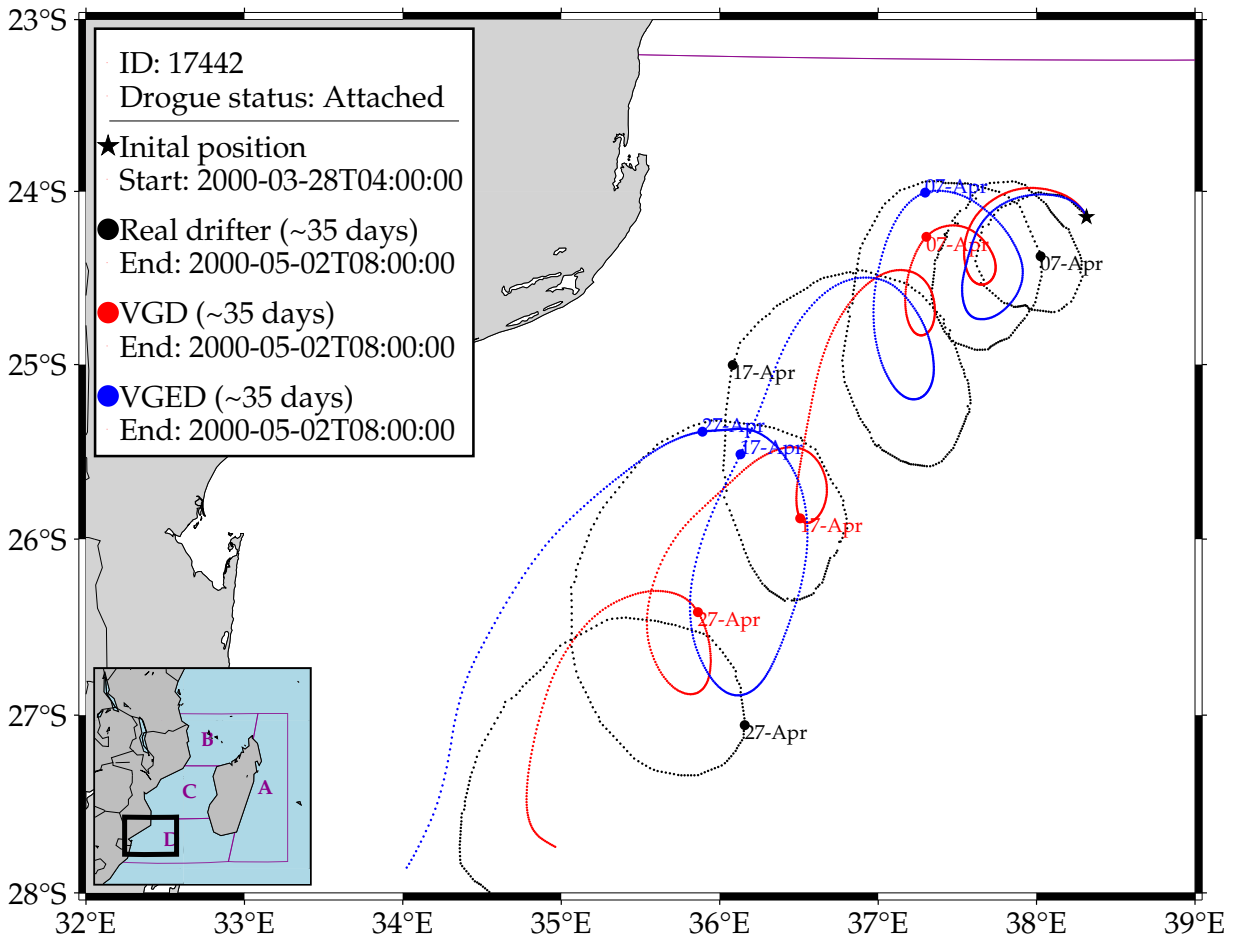 23°S
24°S
25°S
26°S
27°S
28°S
ID: 17442
Drogue status: Attached
Inital position
Start: 2000-03-28T04:00:00
Real drifter (~35 days)
End: 2000-05-02T08:00:00
VGD (~35 days)
End: 2000-05-02T08:00:00
VGED (~35 days)
End: 2000-05-02T08:00:00
07-Apr
07-Apr
07-Apr
17-Apr
27-Apr
17-Apr
17-Apr
27-Apr
27-Apr
B
C
A
D
32°E
33°E
34°E
35°E
36°E
37°E
38°E
39°E